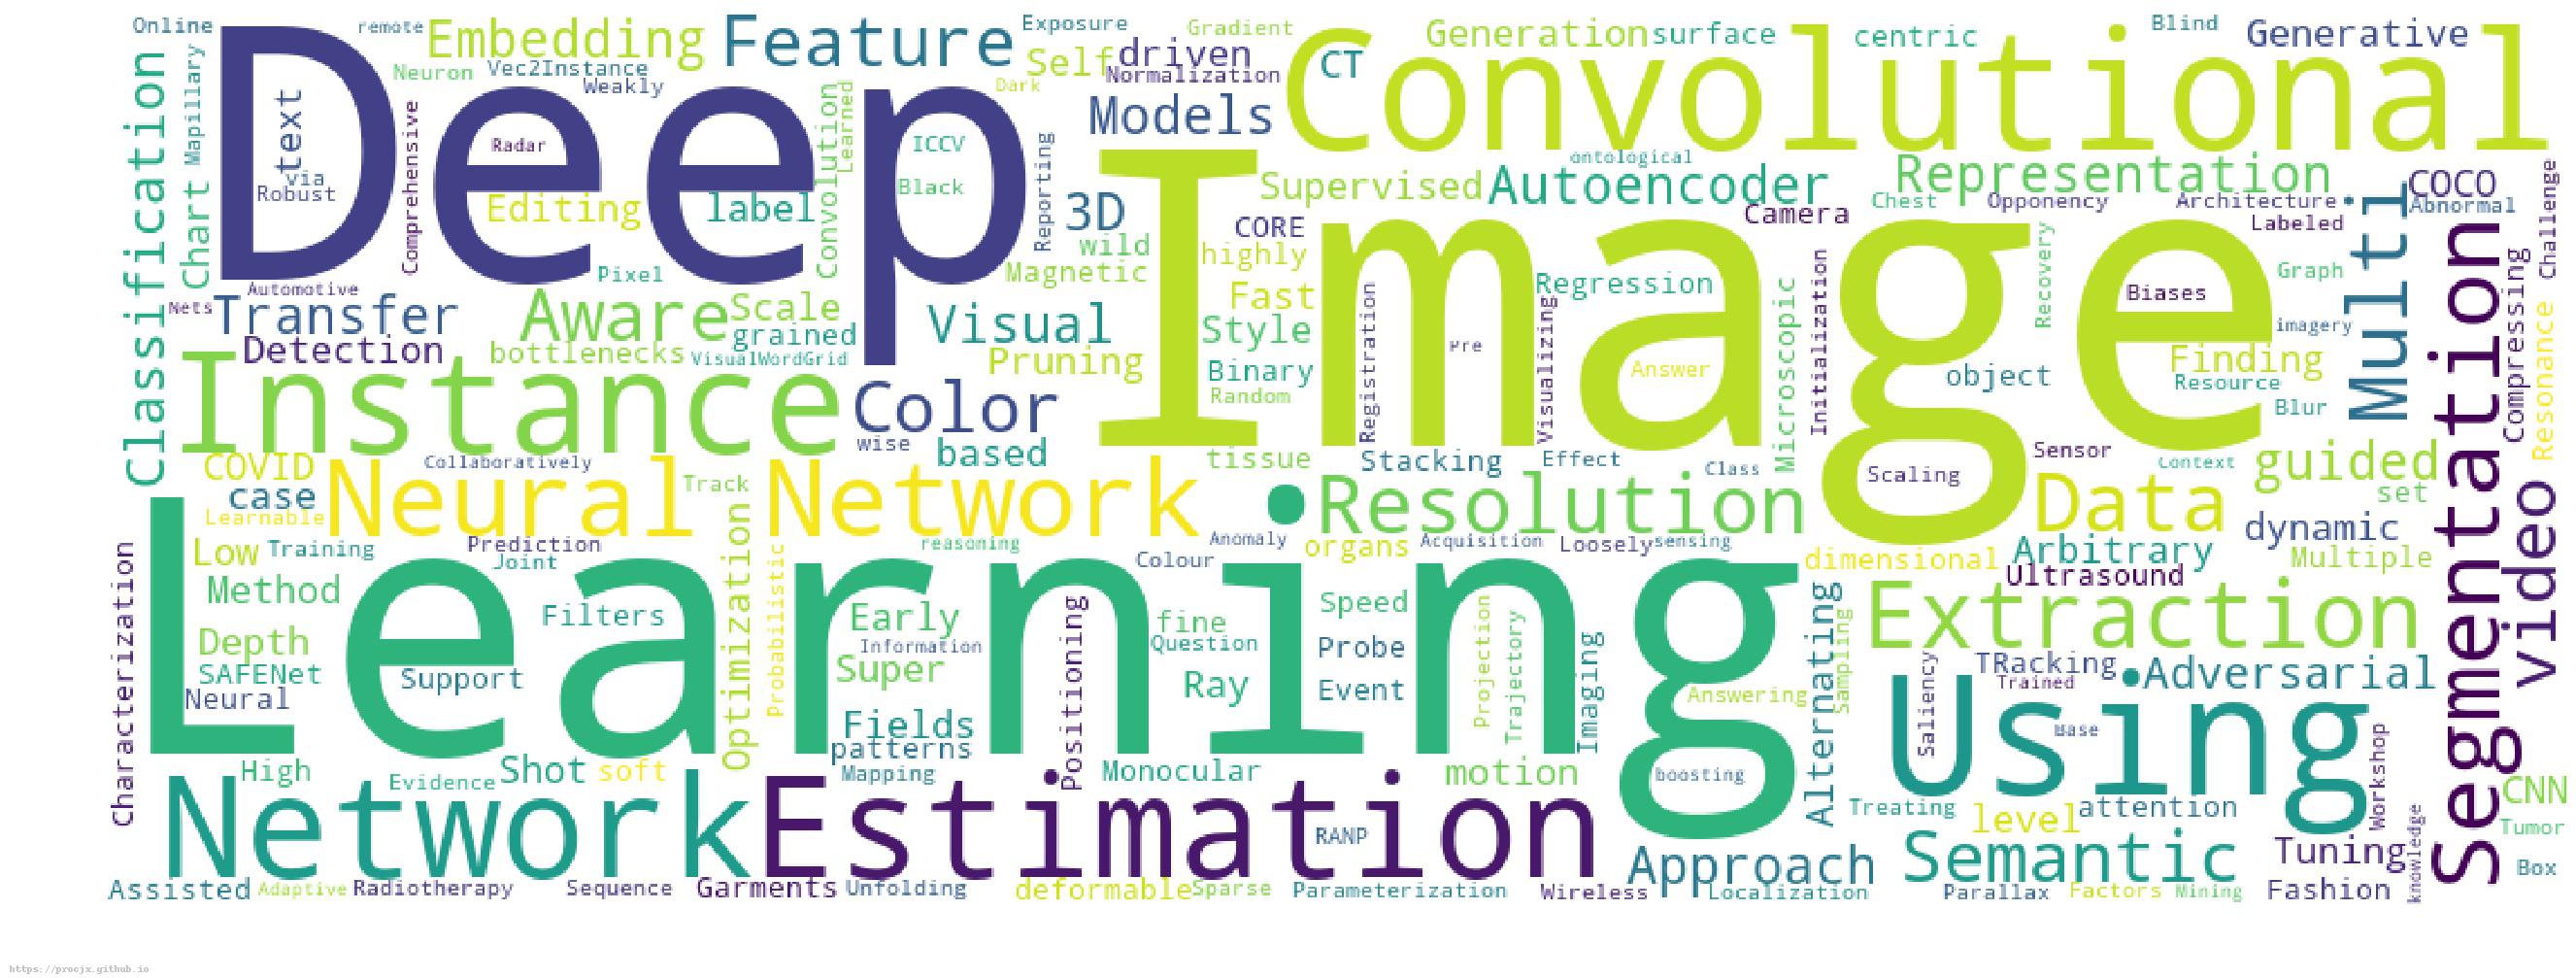 Online
remote
Embedding
Feature
Exposure
Gradient
Generation
surface
centric
Blind
Generative
Self
driven
CT
Convolutional
Neuron
Vec2Instance
Weakly
Normalization
Dark
Models
Deep
Classification
Mapillary
Chart
text
via
Robust
Comprehensive
Radar
Editing
label
Convolution
Learned
ICCV
Black
Reporting
3D
wild
Magnetic
Pixel
Automotive
Image
ontological
Supervised
Autoencoder
Representation
Camera
Chest
Opponency
Architecture
Labeled
COCO
Abnormal
Challenge
Multi
CORE
highly
Fast
Style
Binary
Random
Regression
Recovery
Graph
Biases
imagery
Nets
Transfer
Detection
Aware
Scale
grained
bottlenecks
VisualWordGrid
Visual
Pruning
Registration
Pre
Visualizing
Answer
Microscopic
Initialization
object
Finding
Resource
Blur
Compressing
Resonance
Segmentation
Instance
Color
wise
based
tissue
Stacking
Effect
Class
Scaling
Sensor
Context
guided
set
COVID
case
Learnable
Collaboratively
Neural Network
Track
Resolution
Data
dynamic
video
Low
Training
Prediction
Joint
Optimization
Probabilistic
reasoning
Anomaly
Colour
organs
Acquisition
Loosely
sensing
dimensional
Arbitrary
Ultrasound
Multiple
Learning
Characterization
Method
Depth
SAFENet
Neural
Filters
Support
Early
Information
Super
Fields
patterns
Mapping
Positioning
fine
Question
Ray
Monocular
Speed
Probe
Event
Projection
Trajectory
Imaging
motion
Answering
boosting
Alternating
Sampling
Extraction
TRacking
Trained
Adversarial
Saliency
Using
Base
Workshop
High
Evidence
Shot
soft
Network
Estimation
RANP
Treating
level
attention
CNN
Tumor
Box
Approach
Semantic
Tuning
knowledge
Fashion
Assisted
Adaptive
Radiotherapy
Sequence
Garments
Unfolding
deformable
Sparse
Parameterization
Wireless
Localization
Parallax
Factors
Mining
https://procjx.github.io